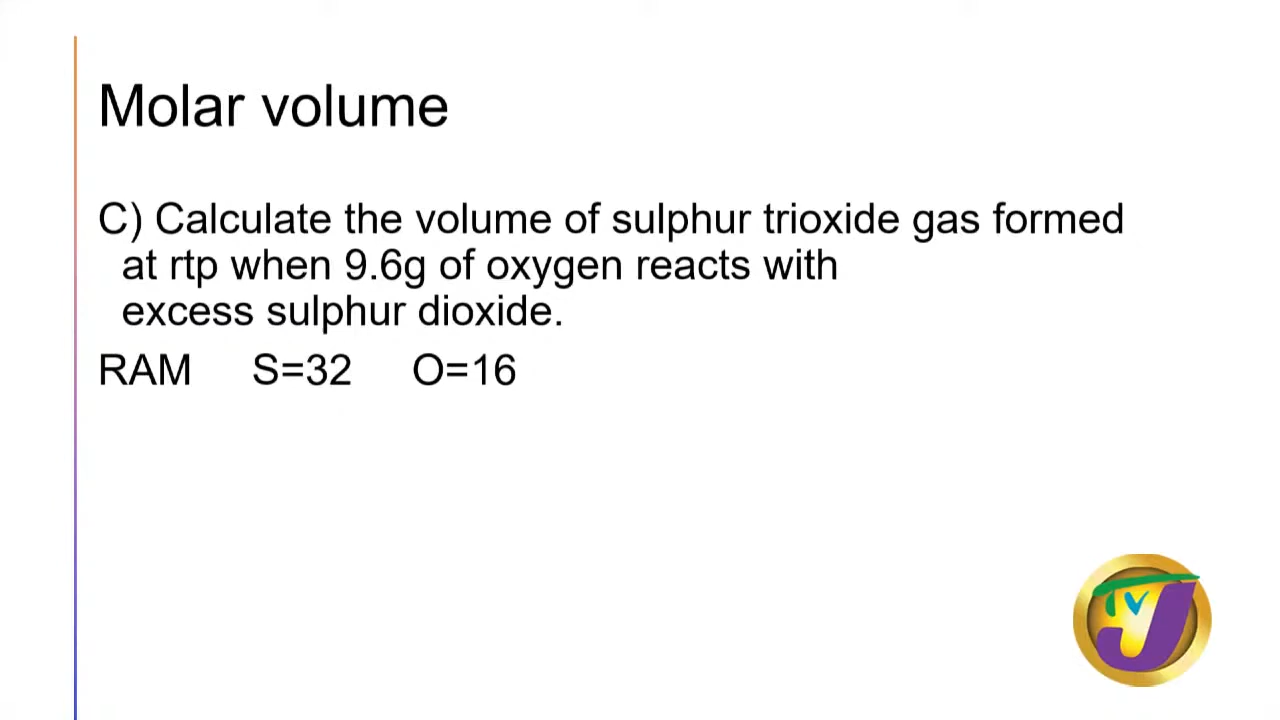 Molar volume
C) Calculate the volume of sulphur trioxide gas formed
at rtp when 9.6g of oxygen reacts with
excess sulphur dioxide.
RAM S=32 O=16
TVJ